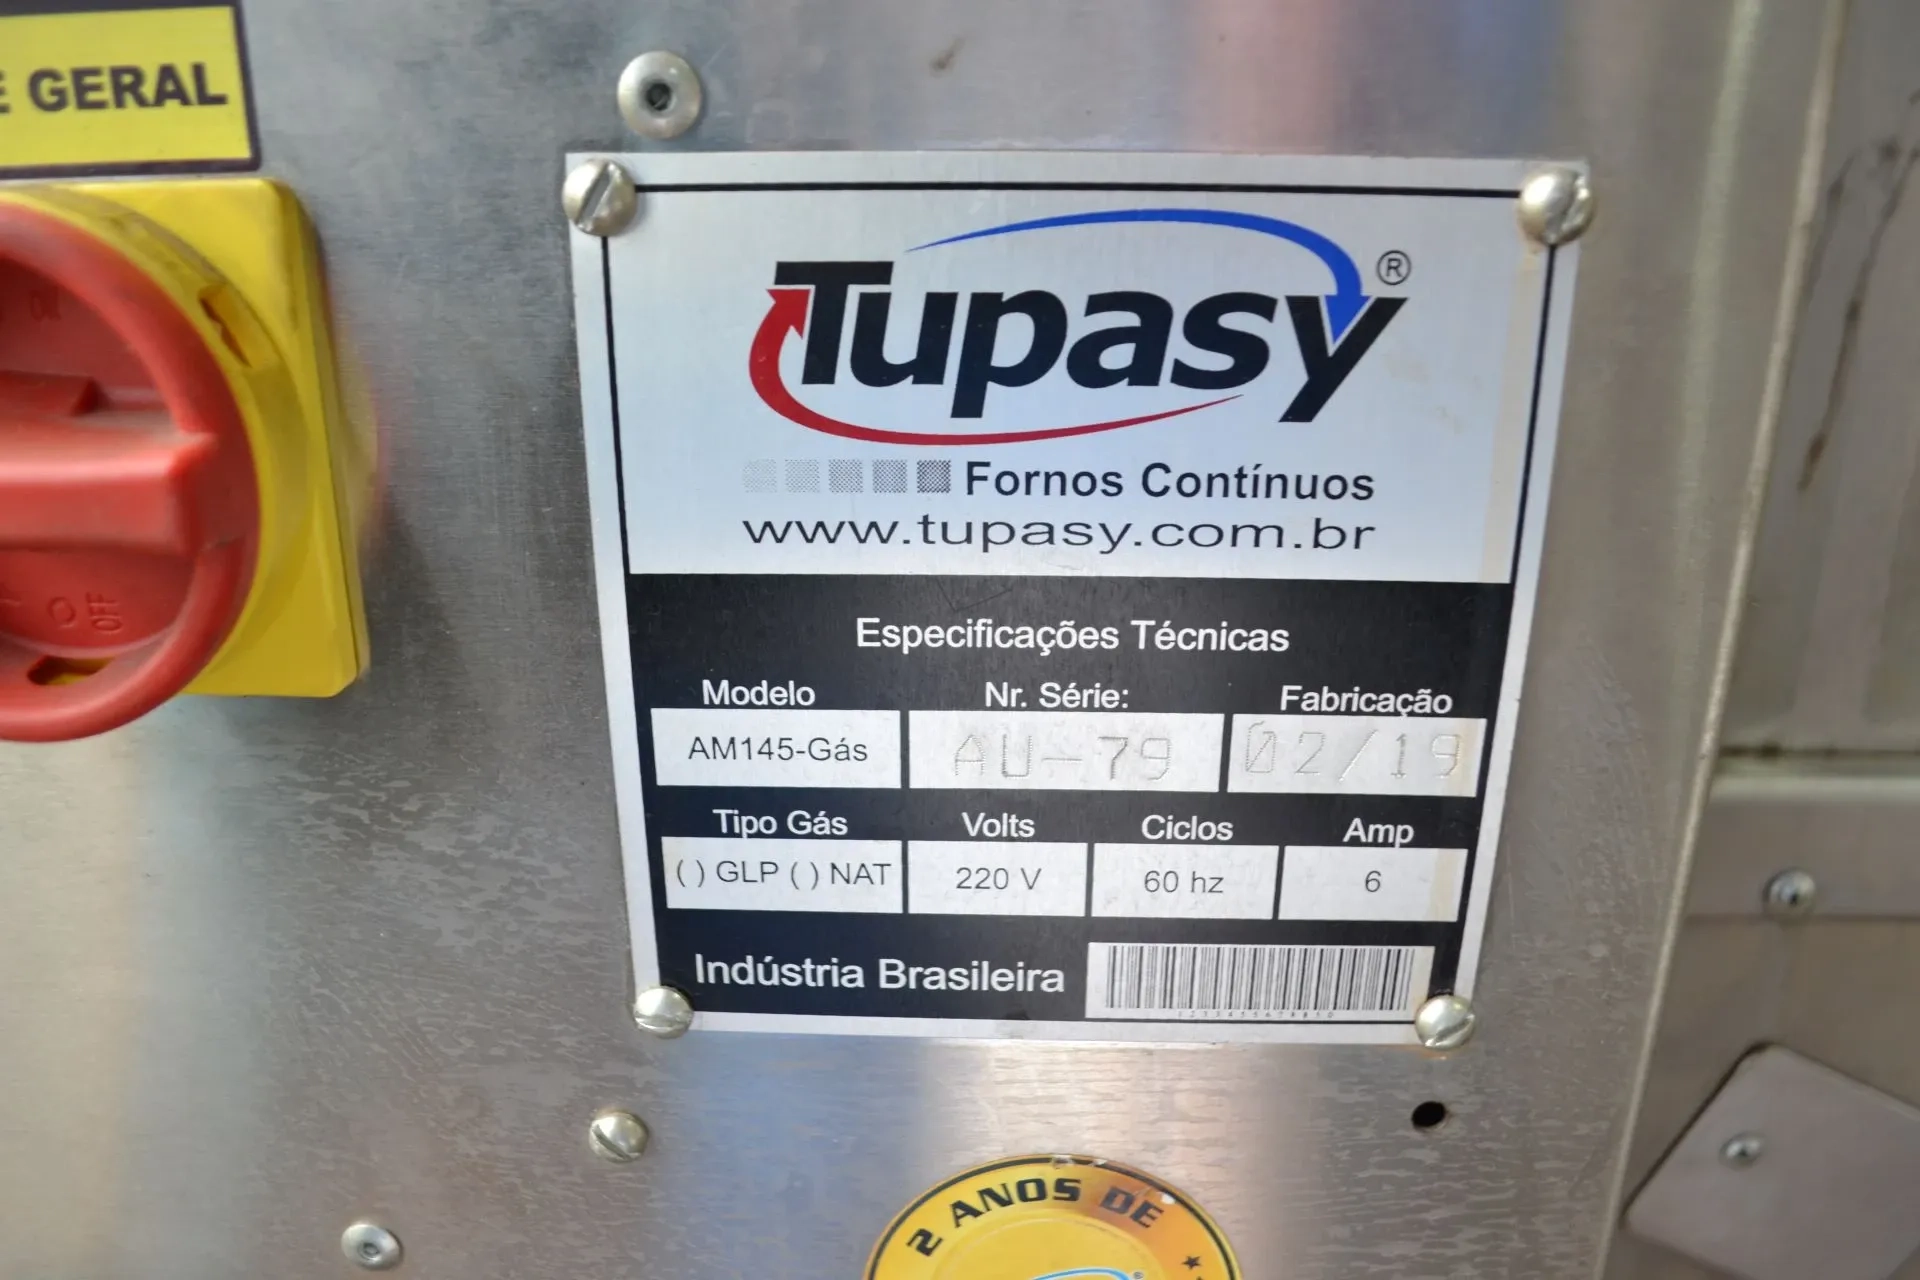 E GERAL
OFF
Tupasy®
Fornos Contínuos
www.tupasy.com.br
Especificações Técnicas
Modelo Nr. Série: Fabricação
AM145-Gás AU-79 02/19
Tipo Gás Volts Ciclos Amp
( ) GLP ( ) NAT 220 V 60 hz 6
Indústria Brasileira
2 ANOS DE